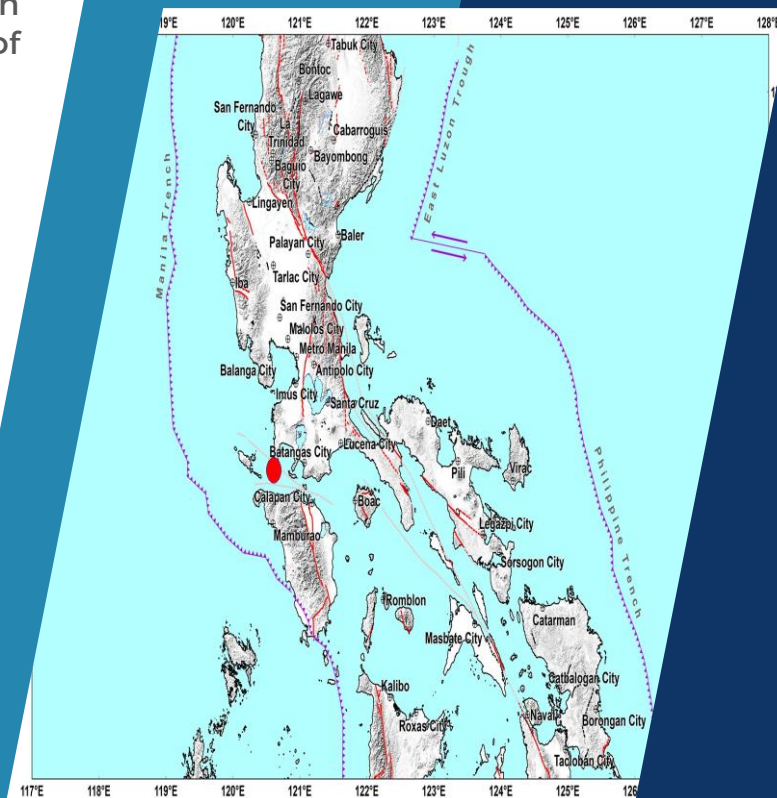 of
119°E 120°E 121°E 122°E 123°E 124°E 125°E 126°E 127°E 128°E
Tabuk City
Bontoc
Lagawe
San Fernando
City
La
Trinidad
Cabarroguis
Bayombong
Baguio
City
East Luzon Trough
Manila Trench
Lingayen
Baler
Palayan City
Tarlac City
Iba
San Fernando City
Malolos City
Metro Manila
Balanga City
Antipolo City
Imus City
Santa Cruz
Daet
Lucena City
Batangas City
Pili
Virac
Philippine Trench
Calapan City
Boac
Legazpi City
Mamburao
Sorsogon City
Romblon
Catarman
Masbate City
Catbalogan City
Kalibo
Naval
Borongan City
Roxas City
Tacloban City
117°E 118°E 119°E 120°E 121°E 122°E 123°E 124°E 125°E